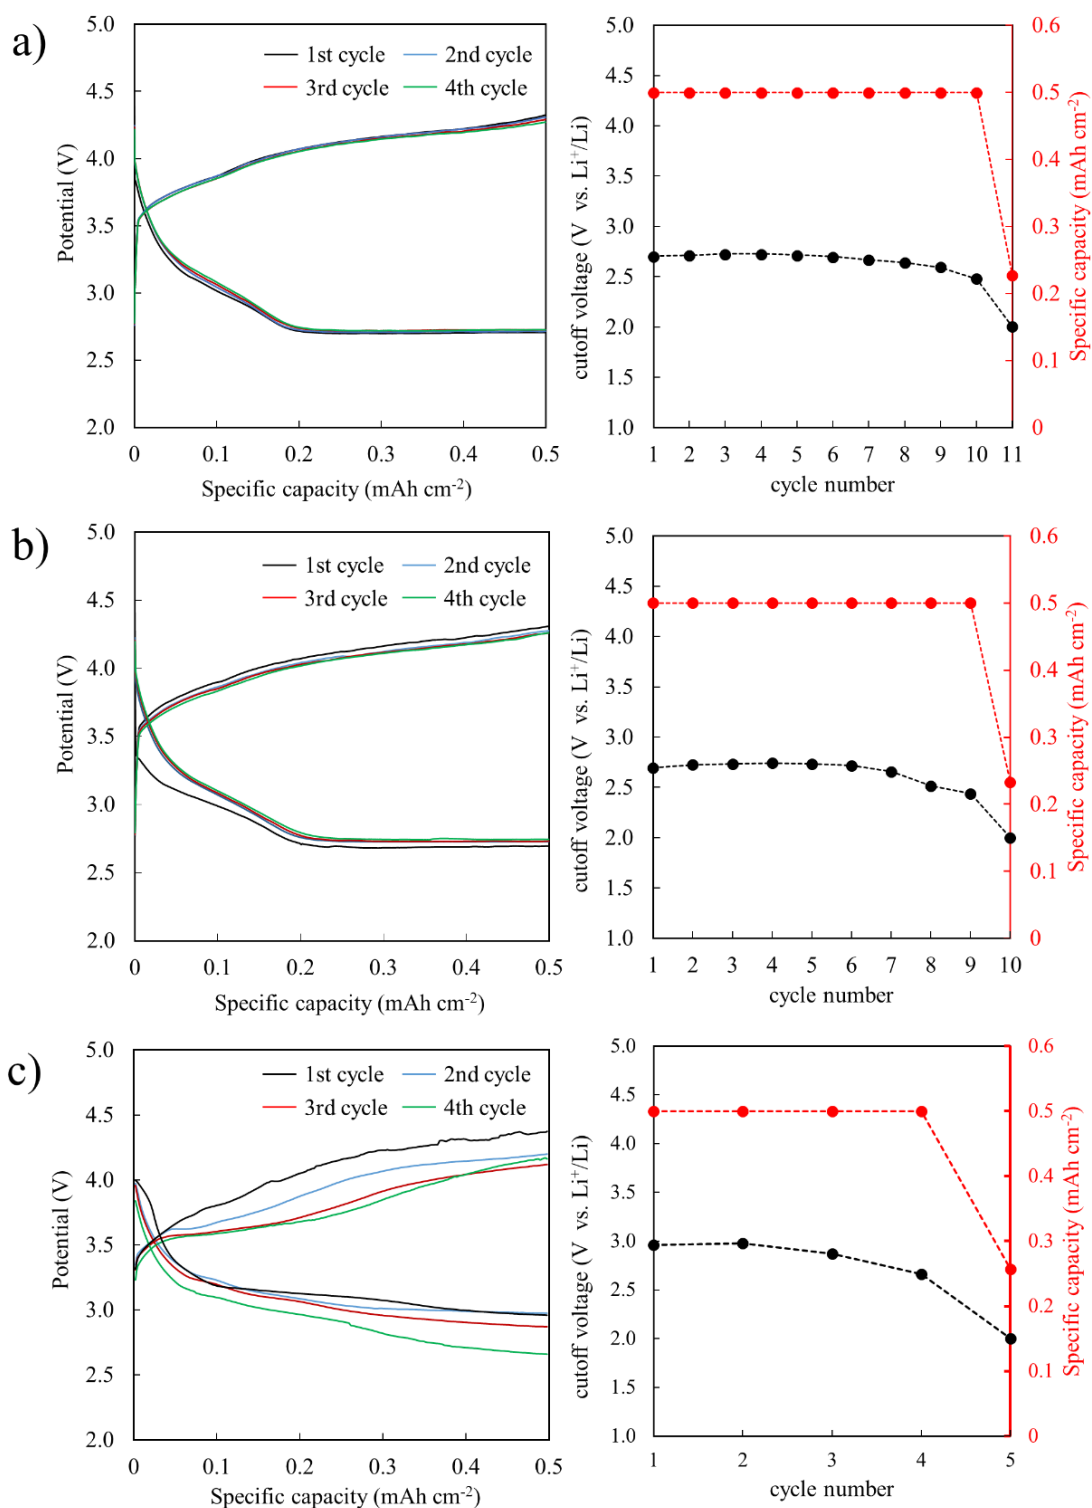 a)
5.0
4.5
4.0
3.5
3.0
2.5
2.0
Potential (V)
1st cycle
2nd cycle
3rd cycle
4th cycle
0
0.1
0.2
0.3
0.4
0.5
Specific capacity (mAh cm⁻²)
5.0
4.5
4.0
3.5
3.0
2.5
2.0
1.5
1.0
cutoff voltage (V vs. Li⁺/Li)
0.6
0.5
0.4
0.3
0.2
0.1
0
Specific capacity (mAh cm⁻²)
1 2 3 4 5 6 7 8 9 10 11
cycle number
b)
5.0
4.5
4.0
3.5
3.0
2.5
2.0
Potential (V)
1st cycle
2nd cycle
3rd cycle
4th cycle
0
0.1
0.2
0.3
0.4
0.5
Specific capacity (mAh cm⁻²)
5.0
4.5
4.0
3.5
3.0
2.5
2.0
1.5
1.0
cutoff voltage (V vs. Li⁺/Li)
0.6
0.5
0.4
0.3
0.2
0.1
0
Specific capacity (mAh cm⁻²)
1 2 3 4 5 6 7 8 9 10
cycle number
c)
5.0
4.5
4.0
3.5
3.0
2.5
2.0
Potential (V)
1st cycle
2nd cycle
3rd cycle
4th cycle
0
0.1
0.2
0.3
0.4
0.5
Specific capacity (mAh cm⁻²)
5.0
4.5
4.0
3.5
3.0
2.5
2.0
1.5
1.0
cutoff voltage (V vs. Li⁺/Li)
0.6
0.5
0.4
0.3
0.2
0.1
0
Specific capacity (mAh cm⁻²)
1 2 3 4 5
cycle number